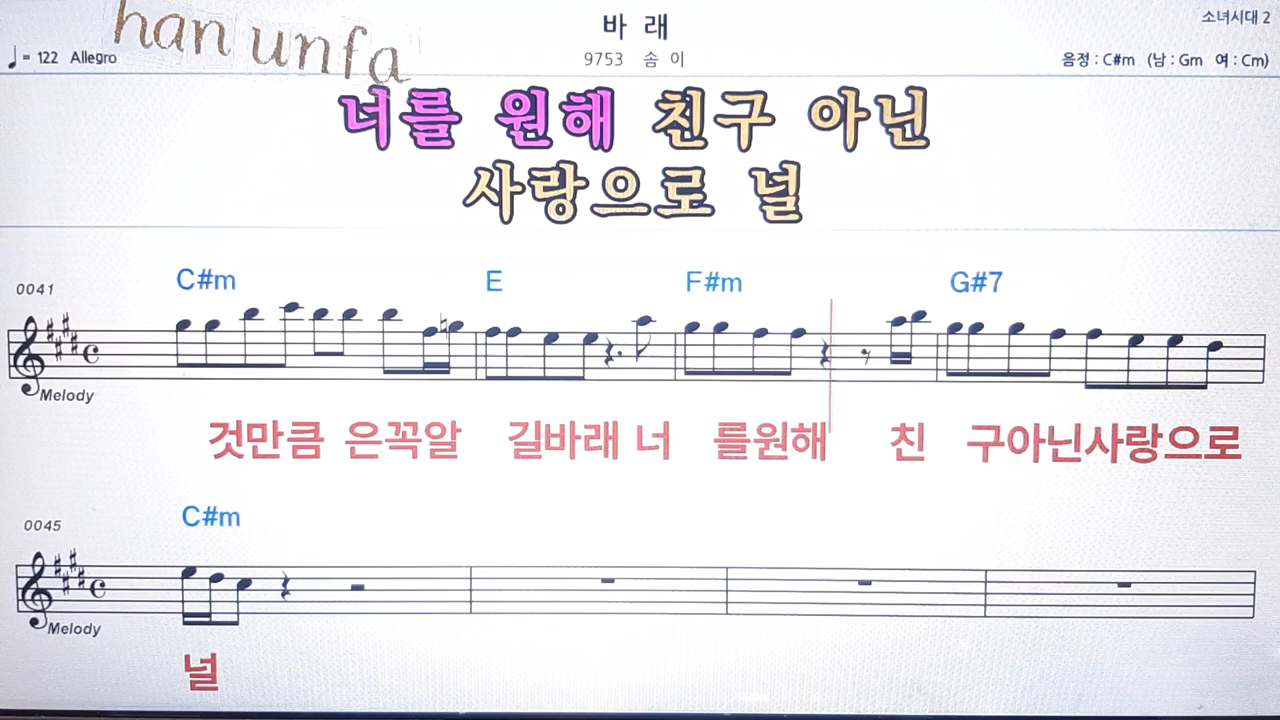 han unfa
바 래
소녀시대 2
♩ = 122 Allegro
9753 솜 이
음정 : C#m (남 : Gm 여 : Cm)
너를 원해 친구 아닌
사랑으로 널
0041
C#m E F#m G#7
Melody
것만큼 은꼭알 길바래 너 를원해 친 구아닌사랑으로
0045
C#m
Melody
널